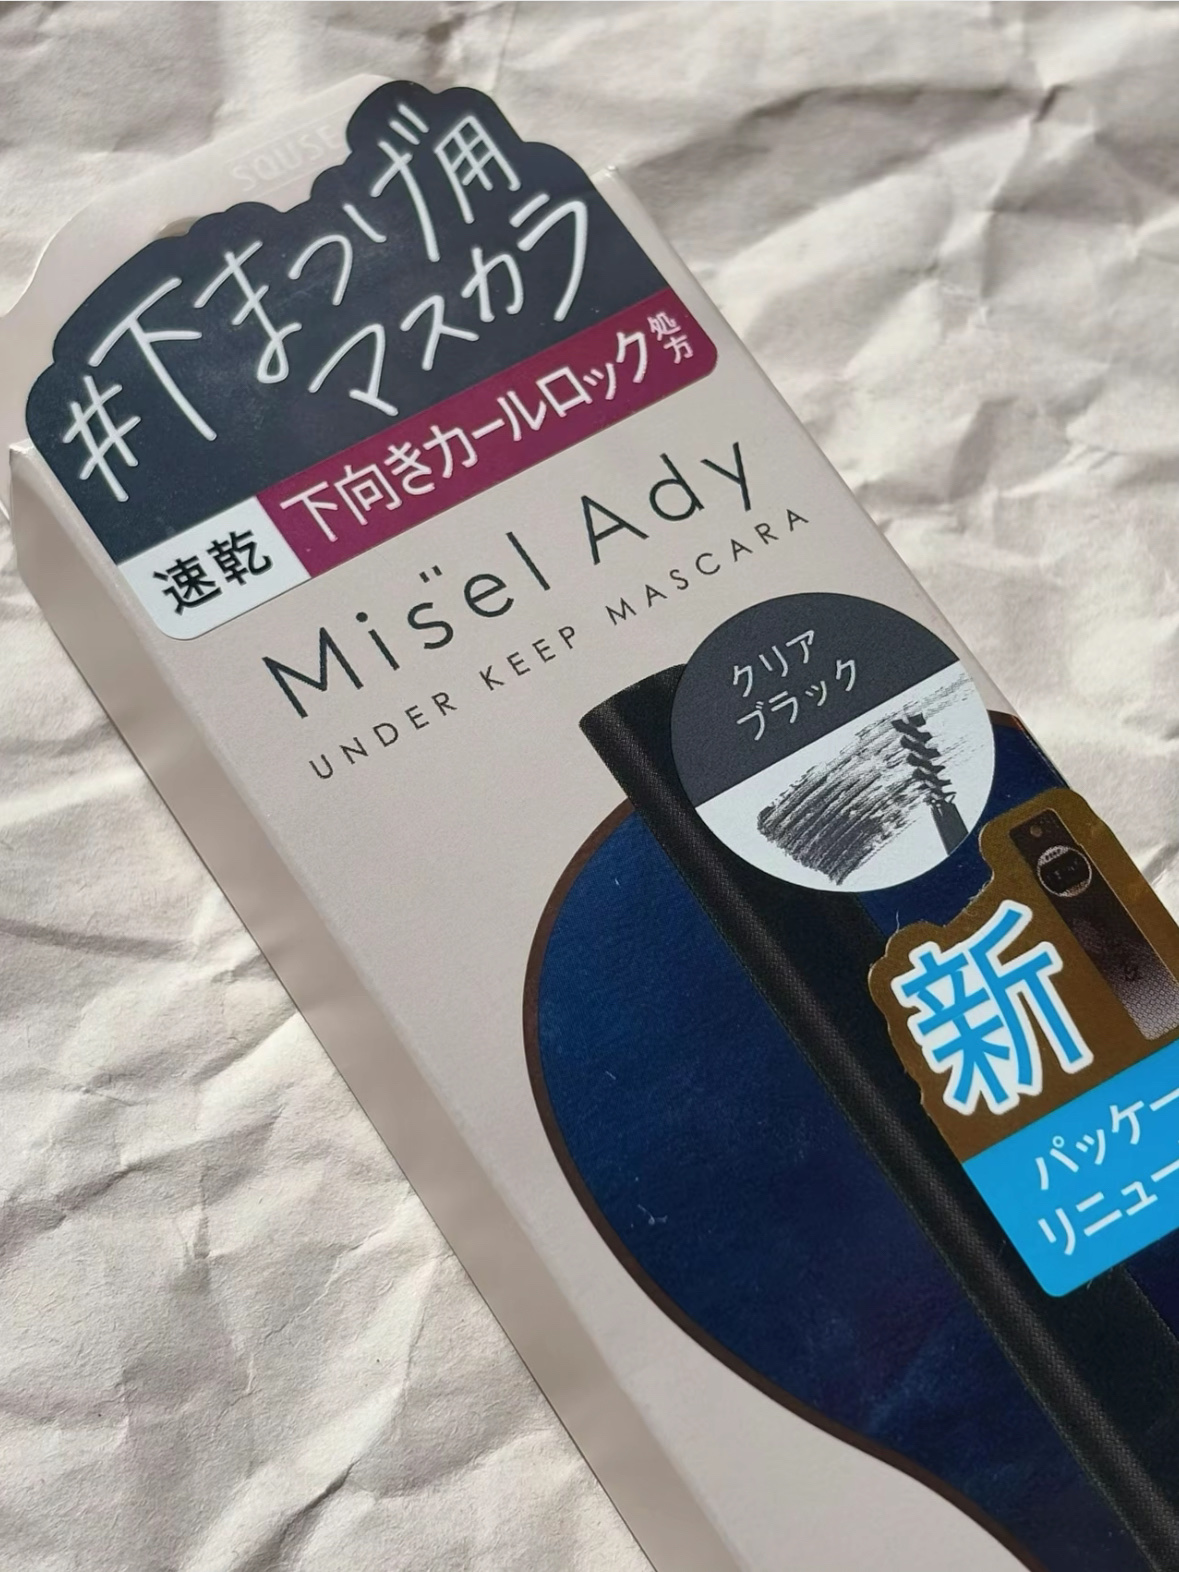 SQUSE
#下まつげ用
マスカラ
速乾 下向きカールロック処方
Misël Ady
UNDER KEEP MASCARA
クリア
ブラック
新
パッケー
リニュー